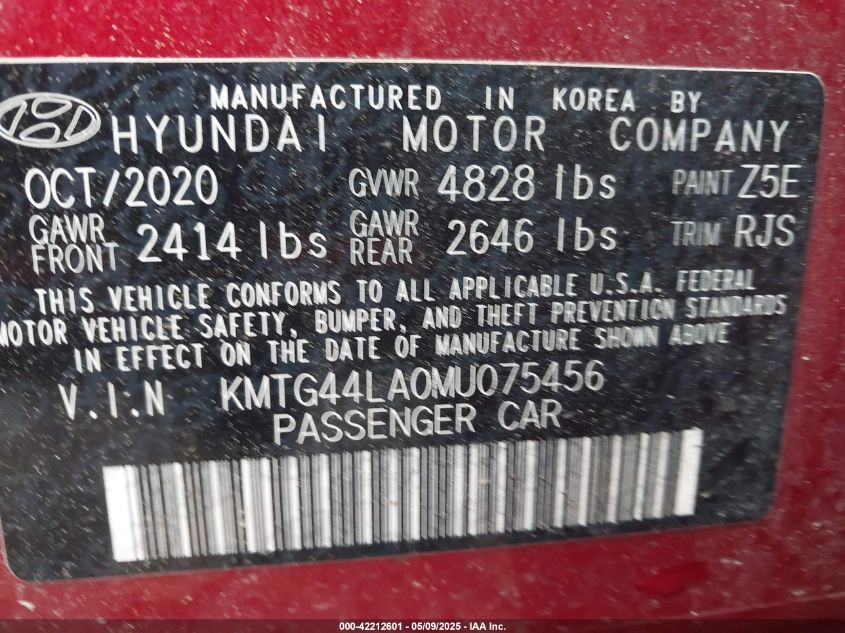 MANUFACTURED IN KOREA BY
HYUNDAI MOTOR COMPANY
OCT/2020 GVWR 4828 lbs PAINT Z5E
GAWR FRONT 2414 lbs GAWR REAR 2646 lbs TRIM RJS
THIS VEHICLE CONFORMS TO ALL APPLICABLE U.S.A. FEDERAL
MOTOR VEHICLE SAFETY, BUMPER, AND THEFT PREVENTION STANDARDS
IN EFFECT ON THE DATE OF MANUFACTURE SHOWN ABOVE
V.I.N KMTG44LA0MU075456
PASSENGER CAR
000-42212601 - 05/09/2025 - IAA Inc.